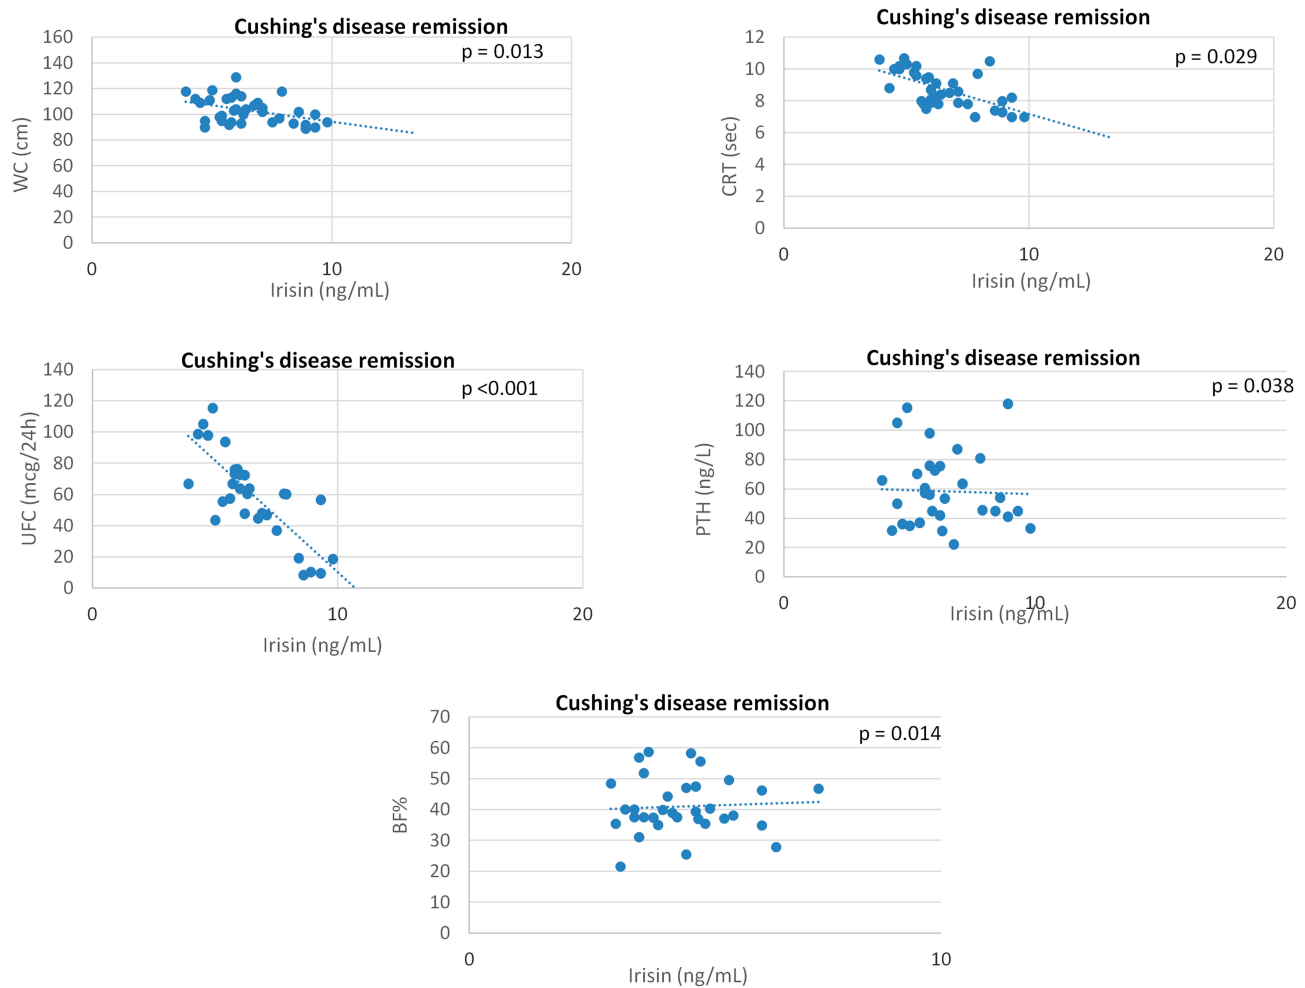 Cushing's disease remission
p = 0.013
160
140
120
100
80
60
40
20
0
WC (cm)
0 10 20
Irisin (ng/mL)
Cushing's disease remission
p = 0.029
12
10
8
6
4
2
0
CRT (sec)
0 10 20
Irisin (ng/mL)
Cushing's disease remission
p <0.001
140
120
100
80
60
40
20
0
UFC (mcg/24h)
0 10 20
Irisin (ng/mL)
Cushing's disease remission
p = 0.038
140
120
100
80
60
40
20
0
PTH (ng/L)
0 10 20
Irisin (ng/mL)
Cushing's disease remission
p = 0.014
70
60
50
40
30
20
10
0
BF%
0 10
Irisin (ng/mL)